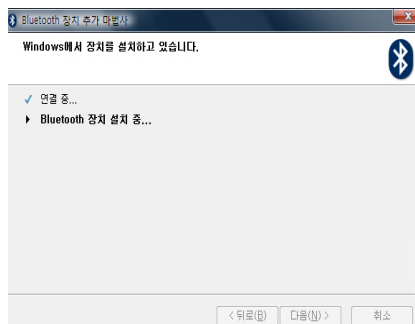 Bluetooth 장치 추가 마법사
Windows에서 장치를 설치하고 있습니다.
연결 중...
Bluetooth 장치 설치 중...
< 뒤로(B)
다음(N) >
취소